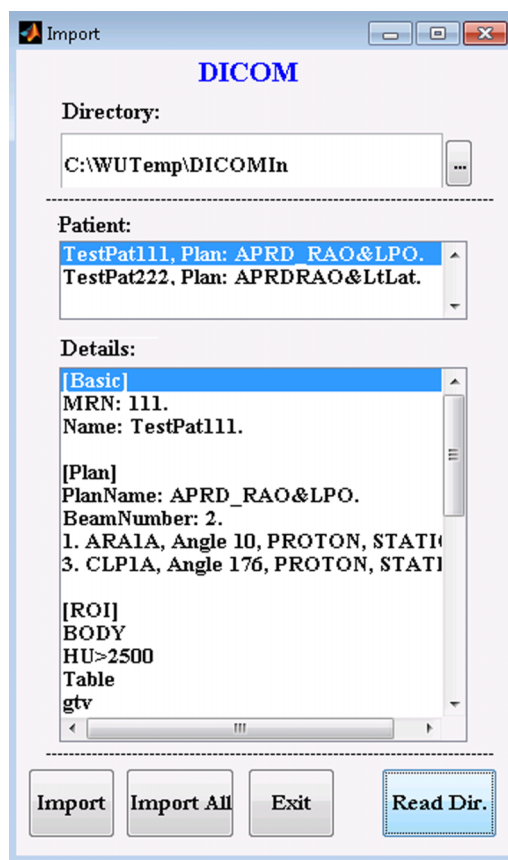 Import
DICOM
Directory:
C:\WUTemp\DICOMIn
...
Patient:
TestPat111, Plan: APRD_RAO&LPO.
TestPat222, Plan: APRDRAO&LtLat.
Details:
[Basic]
MRN: 111.
Name: TestPat111.
[Plan]
PlanName: APRD_RAO&LPO.
BeamNumber: 2.
1. ARA1A, Angle 10, PROTON,
3. CLP1A, Angle 176, PROTON,
[ROI]
BODY
HU>2500
Table
gtv
Import Import All Exit Read Dir.